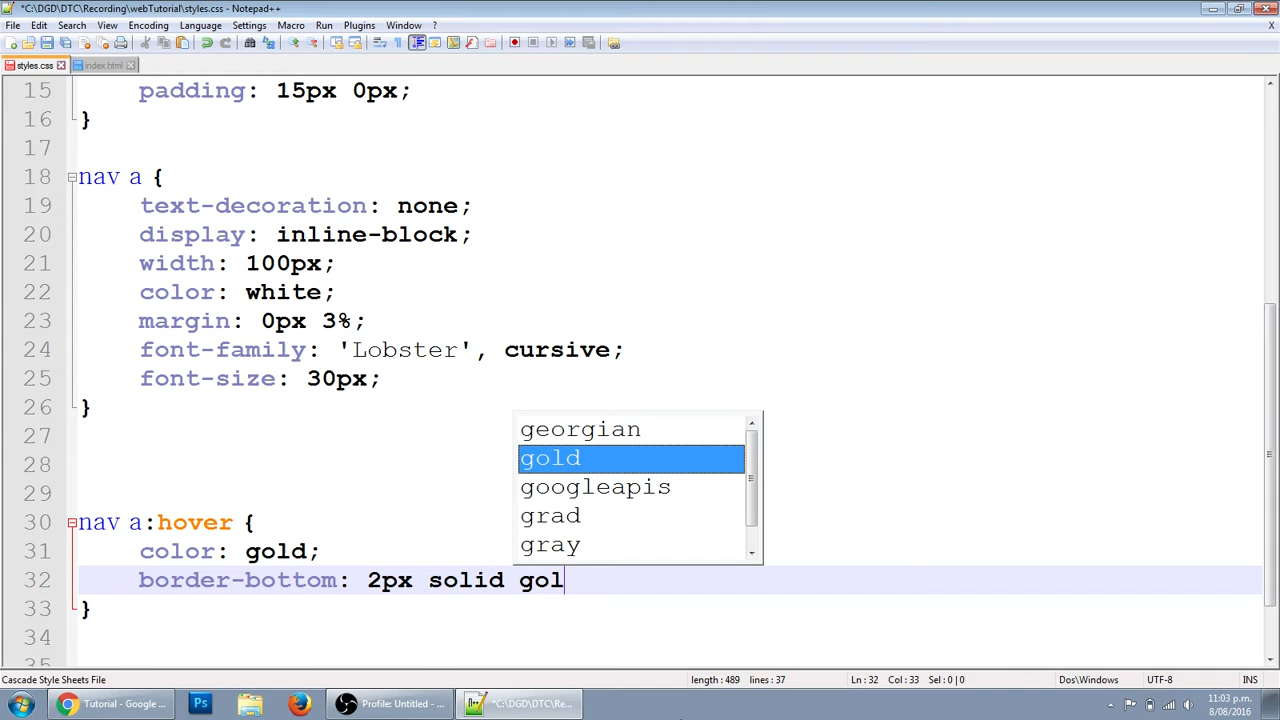 *C:\DGD\DTC\Recording\webTutorial\styles.css - Notepad++
File Edit Search View Encoding Language Settings Macro Run Plugins Window ? X
styles.css index.html
15 padding: 15px 0px;
16 }
17
18 nav a {
19 text-decoration: none;
20 display: inline-block;
21 width: 100px;
22 color: white;
23 margin: 0px 3%;
24 font-family: 'Lobster', cursive;
25 font-size: 30px;
26 }
27
28
29
30 nav a:hover {
31 color: gold;
32 border-bottom: 2px solid gol
33 }
34
35
georgian
gold
googleapis
grad
gray
Cascade Style Sheets File length : 489 lines : 37 Ln : 32 Col : 33 Sel : 0 | 0 Dos\Windows UTF-8 INS
Tutorial - Google ... Ps Profile: Untitled - ... *C:\DGD\DTC\Re... 11:03 p.m.
8/08/2016